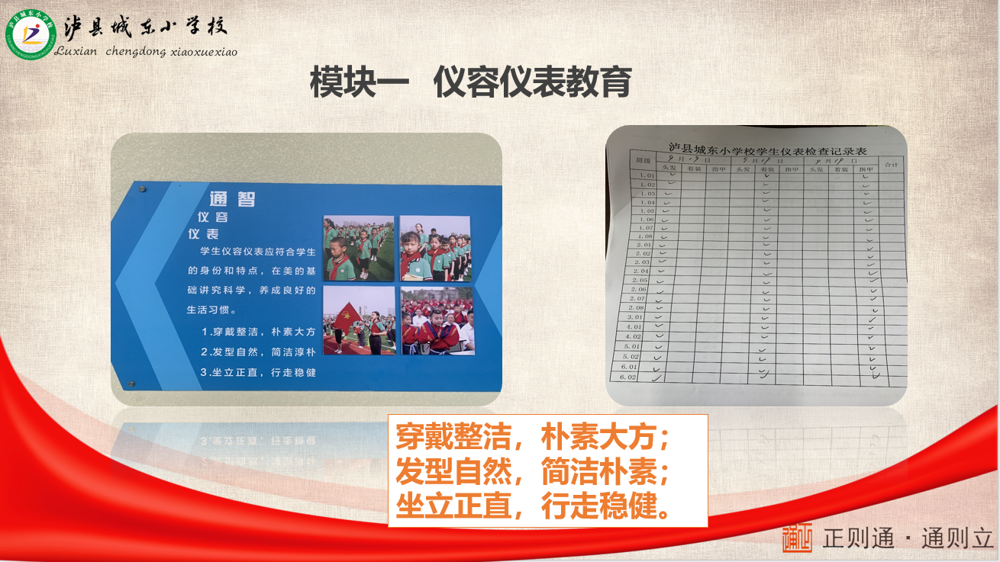 泸县城东小学校
Luxian chengdong xiaoxuexiao
模块一 仪容仪表教育
通智
仪容
仪表
学生仪容仪表应符合学生
的身份和特点，在美的基
础讲究科学，养成良好的
生活习惯。
1.穿戴整洁，朴素大方
2.发型自然，简洁淳朴
3.坐立正直，行走稳健
泸县城东小学校学生仪表检查记录表
班级 9月19日 9月19日 9月19日 合计
头发 着装 指甲 头发 着装 指甲 头发 着装 指甲
1.01
1.02
1.03
1.04
1.05
1.06
1.07
1.08
2.01
2.02
2.03
2.04
2.05
2.06
2.07
2.08
3.01
4.01
4.02
5.01
5.02
6.01
6.02
穿戴整洁，朴素大方；
发型自然，简洁朴素；
坐立正直，行走稳健。
正则通·通则立